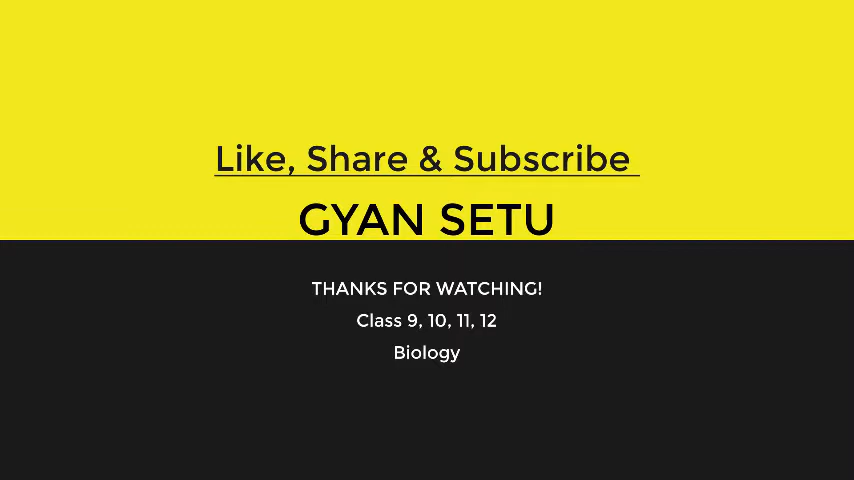 Like, Share & Subscribe
GYAN SETU
THANKS FOR WATCHING!
Class 9, 10, 11, 12
Biology